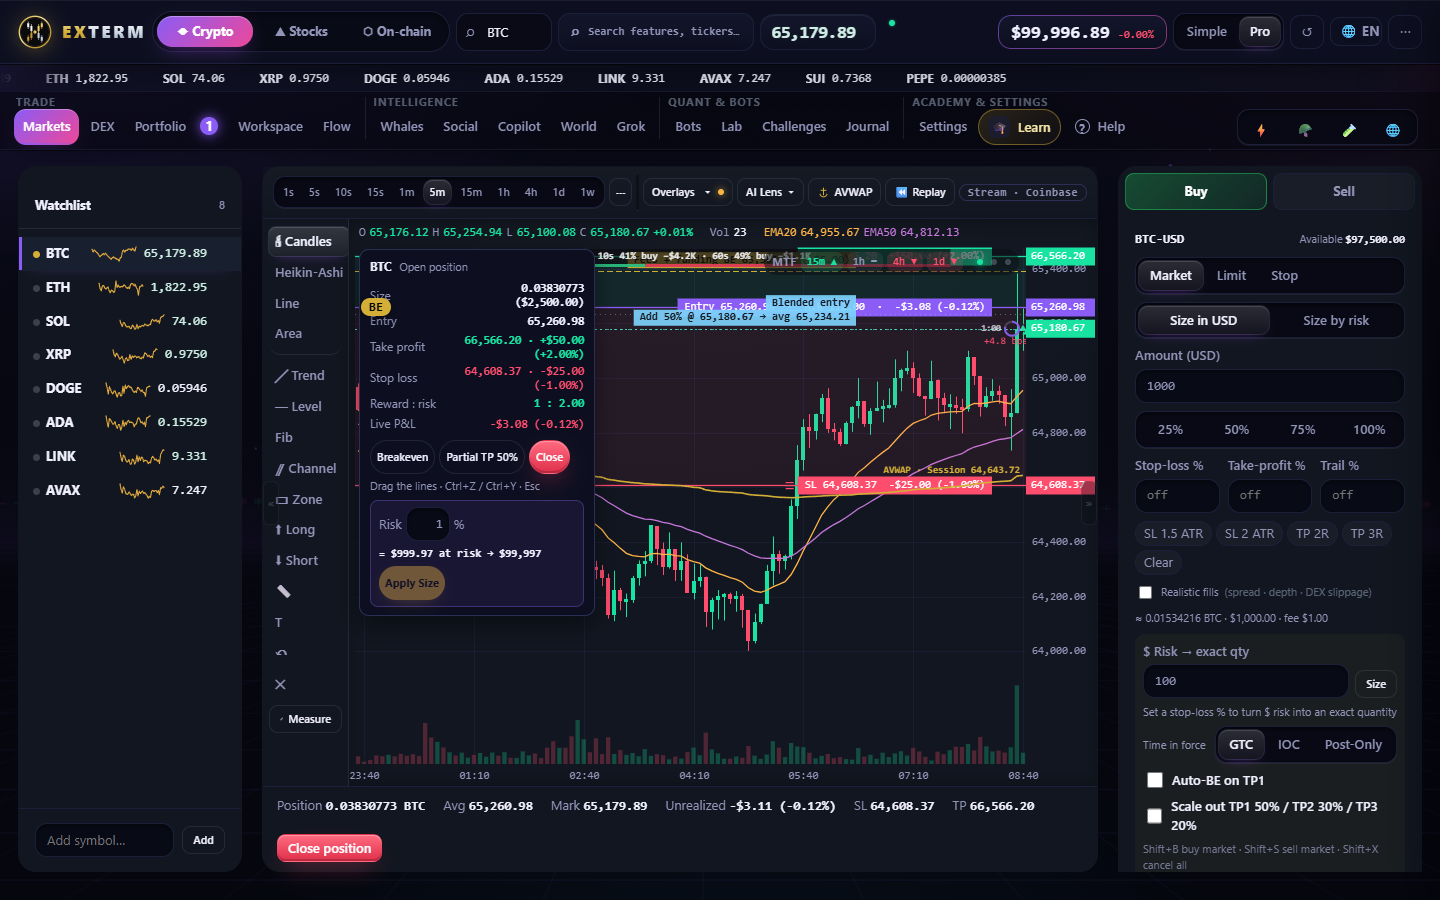 EXTERM
Crypto
Stocks
On-chain
BTC
Search features, tickers…
65,179.89
$99,996.89 -0.00%
Simple
Pro
EN
ETH 1,822.95 SOL 74.06 XRP 0.9750 DOGE 0.05946 ADA 0.15529 LINK 9.331 AVAX 7.247 SUI 0.7368 PEPE 0.00000385
TRADE
Markets DEX Portfolio 1 Workspace Flow
INTELLIGENCE
Whales Social Copilot World Grok
QUANT & BOTS
Bots Lab Challenges Journal
ACADEMY & SETTINGS
Settings Learn ? Help
Watchlist 8
BTC 65,179.89
ETH 1,822.95
SOL 74.06
XRP 0.9750
DOGE 0.05946
ADA 0.15529
LINK 9.331
AVAX 7.247
Add symbol... Add
1s 5s 10s 15s 1m 5m 15m 1h 4h 1d 1w
Overlays
AI Lens
AVWAP
Replay
Stream · Coinbase
Candles
Heikin-Ashi
Line
Area
Trend
Level
Fib
Channel
Zone
Long
Short
T
Measure
O 65,176.12 H 65,254.94 L 65,100.08 C 65,180.67 +0.01% Vol 23 EMA20 64,955.67 EMA50 64,812.13
10s 41% buy −$4.2K · 60s 49% buy
MTF 15m ▲ 1h − 4h ▼ 1d ▼
BTC Open position
Size 0.03830773 ($2,500.00)
BE
Entry 65,260.98
Take profit 66,566.20 · +$50.00 (+2.00%)
Stop loss 64,608.37 · -$25.00 (-1.00%)
Reward : risk 1 : 2.00
Live P&L -$3.08 (-0.12%)
Breakeven
Partial TP 50%
Close
Drag the lines · Ctrl+Z / Ctrl+Y · Esc
Risk 1 %
= $999.97 at risk → $99,997
Apply Size
Entry 65,260.9
-$3.08 (-0.12%)
Blended entry
Add 50% @ 65,180.67 → avg 65,234.21
1:00
AVWAP · Session 64,643.72
SL 64,608.37 -$25.00 (-1.00%)
66,566.20
65,400.00
65,260.98
65,180.67
65,000.00
64,800.00
64,608.37
64,400.00
64,200.00
64,000.00
23:40 01:10 02:40 04:10 05:40 07:10 08:40
Position 0.03830773 BTC Avg 65,260.98 Mark 65,179.89 Unrealized -$3.11 (-0.12%) SL 64,608.37 TP 66,566.20
Close position
Buy
Sell
BTC-USD Available $97,500.00
Market Limit Stop
Size in USD Size by risk
Amount (USD)
1000
25% 50% 75% 100%
Stop-loss % Take-profit % Trail %
off off off
SL 1.5 ATR SL 2 ATR TP 2R TP 3R
Clear
Realistic fills (spread · depth · DEX slippage)
≈ 0.01534216 BTC · $1,000.00 · fee $1.00
$ Risk → exact qty
100 Size
Set a stop-loss % to turn $ risk into an exact quantity
Time in force GTC IOC Post-Only
Auto-BE on TP1
Scale out TP1 50% / TP2 30% / TP3
20%
Shift+B buy market · Shift+S sell market · Shift+X
cancel all